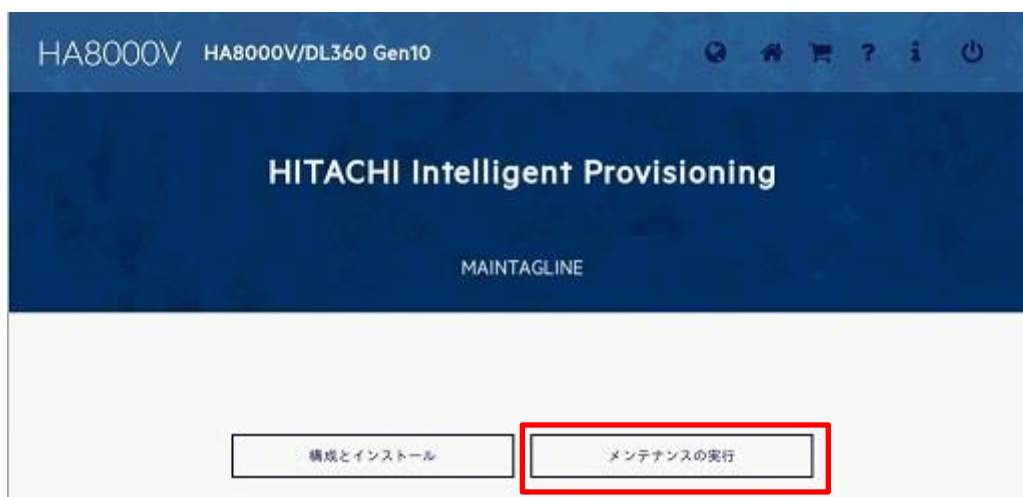 HA8000V HA8000V/DL360 Gen10 ? i
HITACHI Intelligent Provisioning
MAINTAGLINE
構成とインストール メンテナンスの実行